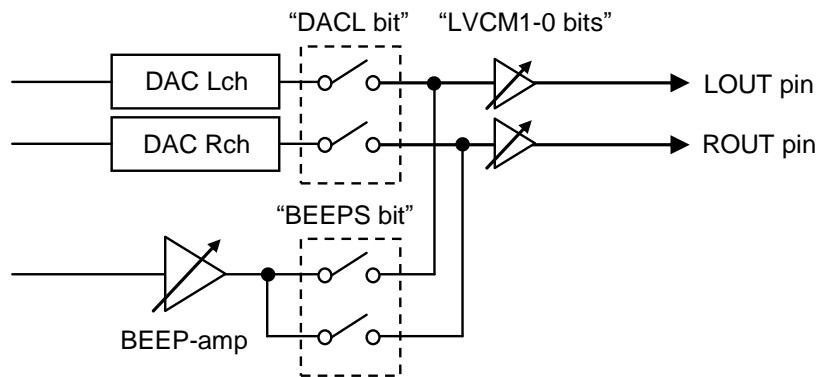 “DACL bit” “LVCM1-0 bits”
DAC Lch
LOUT pin
DAC Rch
ROUT pin
“BEEPS bit”
BEEP-amp